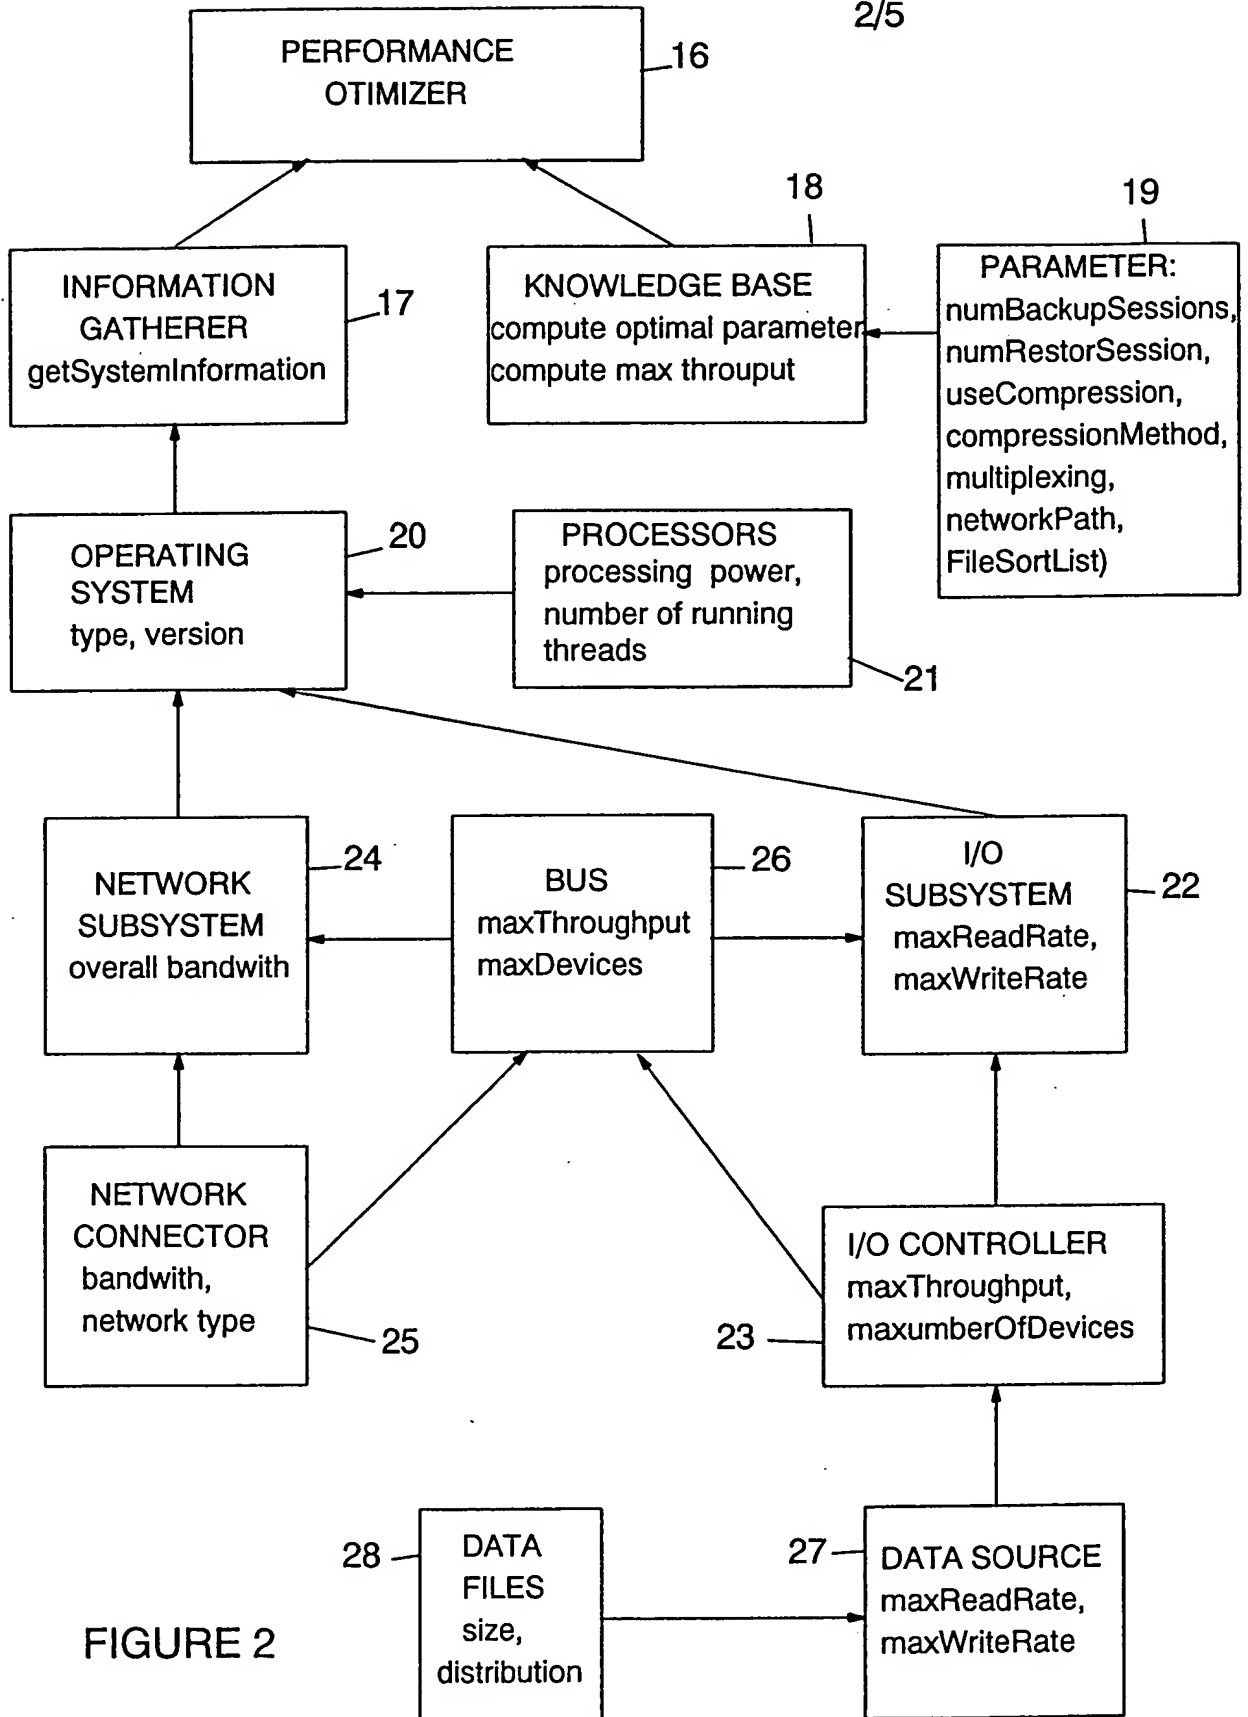 2/5
PERFORMANCE
OTIMIZER
16
18
19
INFORMATION
GATHERER
getSystemInformation
17
KNOWLEDGE BASE
compute optimal parameter
compute max throuput
PARAMETER:
numBackupSessions,
numRestorSession,
useCompression,
compressionMethod,
multiplexing,
networkPath,
FileSortList)
OPERATING
SYSTEM
type, version
20
PROCESSORS
processing power,
number of running
threads
21
NETWORK
SUBSYSTEM
overall bandwith
24
BUS
maxThroughput
maxDevices
26
I/O
SUBSYSTEM
maxReadRate,
maxWriteRate
22
NETWORK
CONNECTOR
bandwith,
network type
25
I/O CONTROLLER
maxThroughput,
maxumberOfDevices
23
28
DATA
FILES
size,
distribution
27
DATA SOURCE
maxReadRate,
maxWriteRate
FIGURE 2